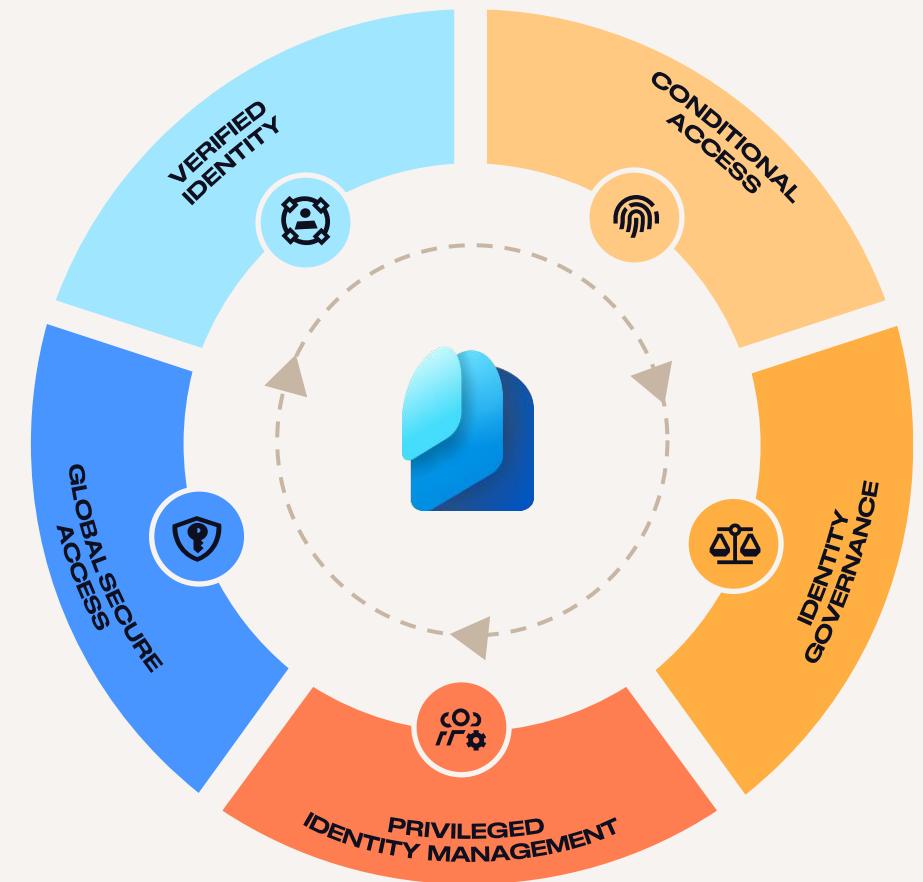 VERIFIED
IDENTITY
CONDITIONAL
ACCESS
IDENTITY
GOVERNANCE
PRIVILEGED
IDENTITY MANAGEMENT
GLOBAL SECURE
ACCESS